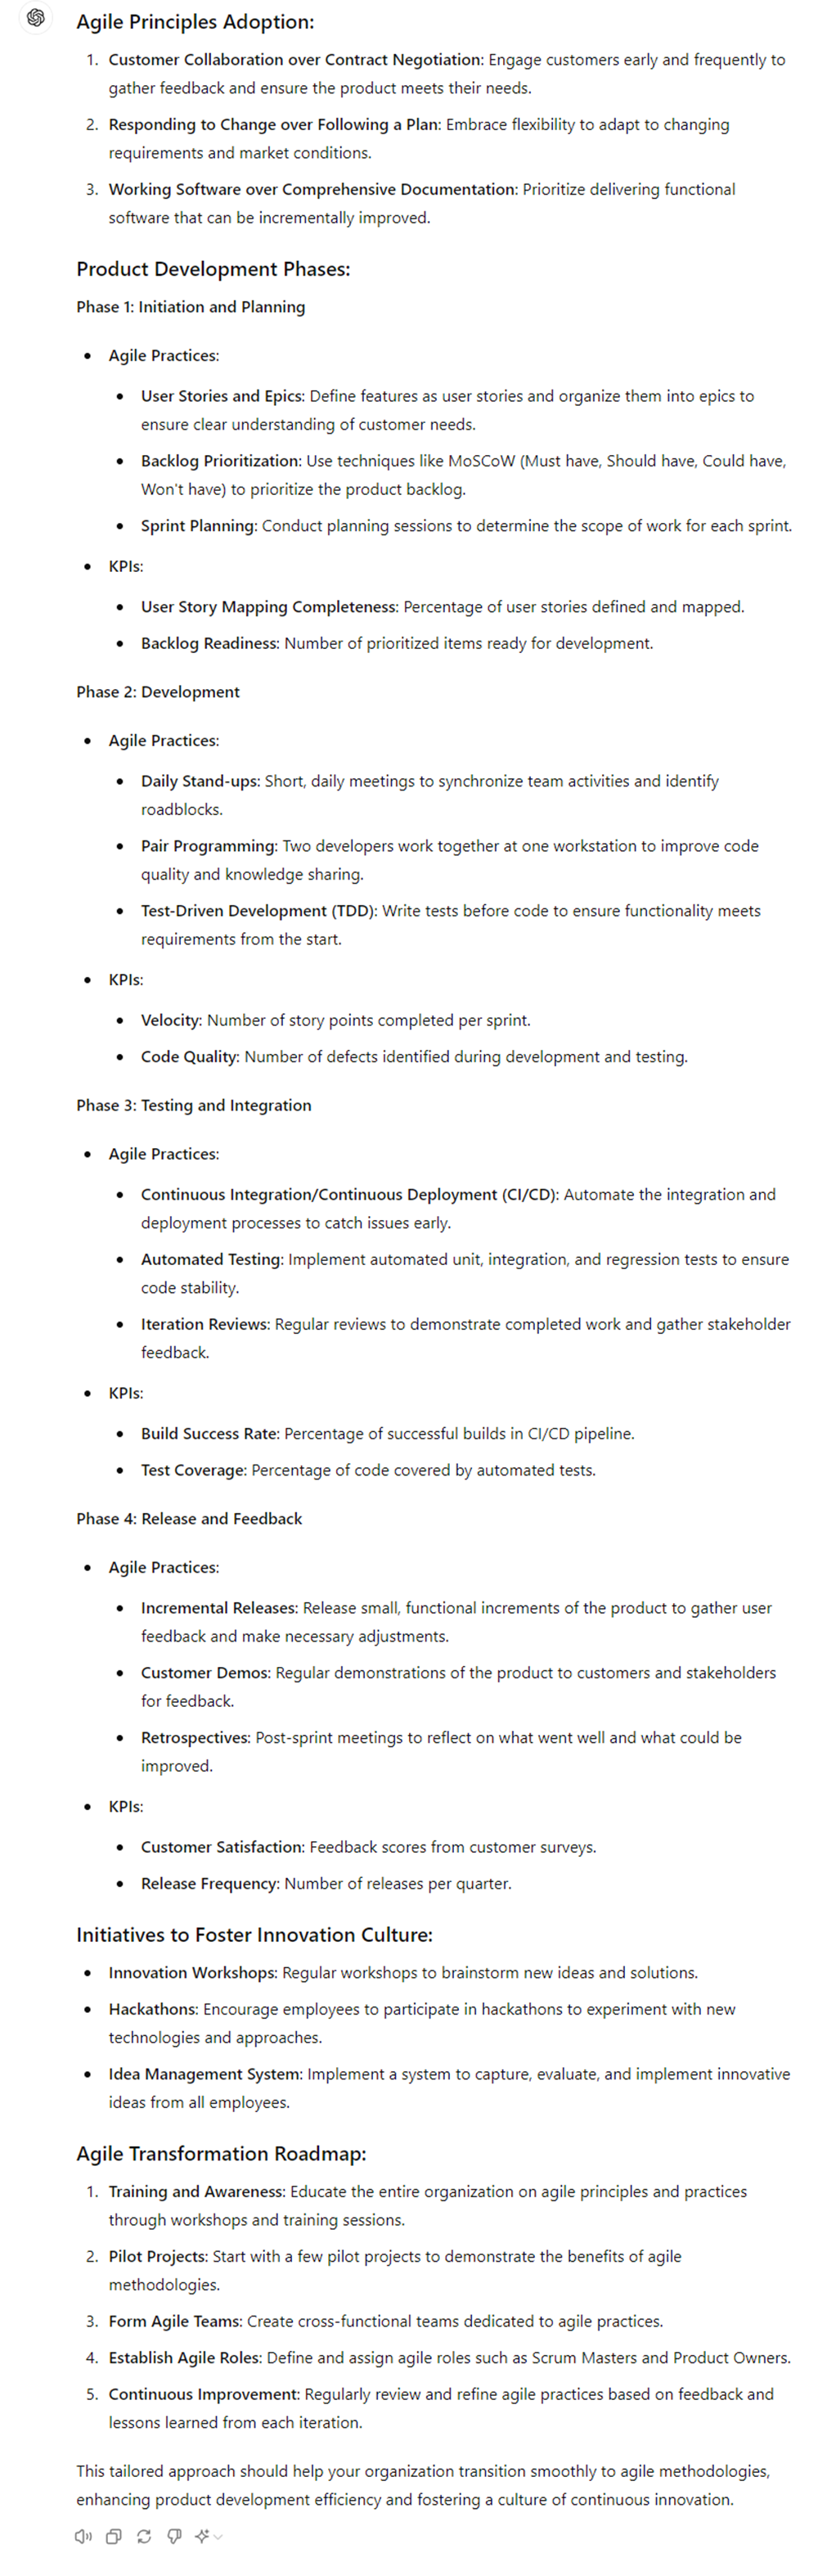 Agile Principles Adoption:
1. Customer Collaboration over Contract Negotiation: Engage customers early and frequently to
gather feedback and ensure the product meets their needs.
2. Responding to Change over Following a Plan: Embrace flexibility to adapt to changing
requirements and market conditions.
3. Working Software over Comprehensive Documentation: Prioritize delivering functional
software that can be incrementally improved.
Product Development Phases:
Phase 1: Initiation and Planning
• Agile Practices:
• User Stories and Epics: Define features as user stories and organize them into epics to
ensure clear understanding of customer needs.
• Backlog Prioritization: Use techniques like MoSCoW (Must have, Should have, Could have,
Won't have) to prioritize the product backlog.
• Sprint Planning: Conduct planning sessions to determine the scope of work for each sprint.
• KPIs:
• User Story Mapping Completeness: Percentage of user stories defined and mapped.
• Backlog Readiness: Number of prioritized items ready for development.
Phase 2: Development
• Agile Practices:
• Daily Stand-ups: Short, daily meetings to synchronize team activities and identify
roadblocks.
• Pair Programming: Two developers work together at one workstation to improve code
quality and knowledge sharing.
• Test-Driven Development (TDD): Write tests before code to ensure functionality meets
requirements from the start.
• KPIs:
• Velocity: Number of story points completed per sprint.
• Code Quality: Number of defects identified during development and testing.
Phase 3: Testing and Integration
• Agile Practices:
• Continuous Integration/Continuous Deployment (CI/CD): Automate the integration and
deployment processes to catch issues early.
• Automated Testing: Implement automated unit, integration, and regression tests to ensure
code stability.
• Iteration Reviews: Regular reviews to demonstrate completed work and gather stakeholder
feedback.
• KPIs:
• Build Success Rate: Percentage of successful builds in CI/CD pipeline.
• Test Coverage: Percentage of code covered by automated tests.
Phase 4: Release and Feedback
• Agile Practices:
• Incremental Releases: Release small, functional increments of the product to gather user
feedback and make necessary adjustments.
• Customer Demos: Regular demonstrations of the product to customers and stakeholders
for feedback.
• Retrospectives: Post-sprint meetings to reflect on what went well and what could be
improved.
• KPIs:
• Customer Satisfaction: Feedback scores from customer surveys.
• Release Frequency: Number of releases per quarter.
Initiatives to Foster Innovation Culture:
• Innovation Workshops: Regular workshops to brainstorm new ideas and solutions.
• Hackathons: Encourage employees to participate in hackathons to experiment with new
technologies and approaches.
• Idea Management System: Implement a system to capture, evaluate, and implement innovative
ideas from all employees.
Agile Transformation Roadmap:
1. Training and Awareness: Educate the entire organization on agile principles and practices
through workshops and training sessions.
2. Pilot Projects: Start with a few pilot projects to demonstrate the benefits of agile
methodologies.
3. Form Agile Teams: Create cross-functional teams dedicated to agile practices.
4. Establish Agile Roles: Define and assign agile roles such as Scrum Masters and Product Owners.
5. Continuous Improvement: Regularly review and refine agile practices based on feedback and
lessons learned from each iteration.
This tailored approach should help your organization transition smoothly to agile methodologies,
enhancing product development efficiency and fostering a culture of continuous innovation.